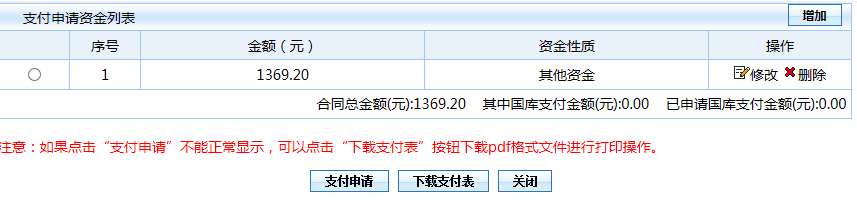 支付申请资金列表 增加
序号 金额（元） 资金性质 操作
1 1369.20 其他资金 修改 删除
合同总金额(元):1369.20 其中国库支付金额(元):0.00 已申请国库支付金额(元):0.00
注意：如果点击“支付申请”不能正常显示，可以点击“下载支付表”按钮下载pdf格式文件进行打印操作。
支付申请 下载支付表 关闭